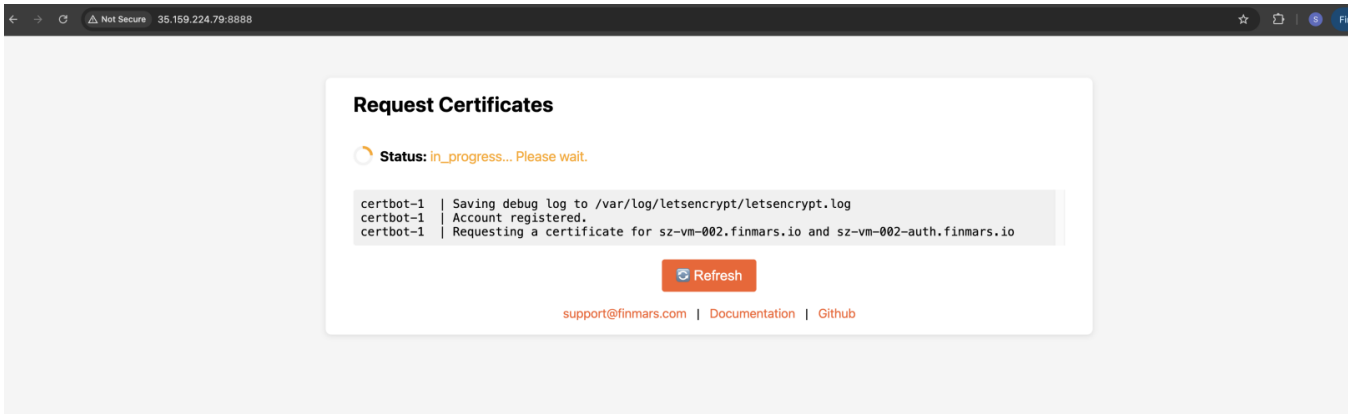 Not Secure 35.159.224.79:8888
S
Request Certificates
Status: in_progress... Please wait.
certbot-1 | Saving debug log to /var/log/letsencrypt/letsencrypt.log
certbot-1 | Account registered.
certbot-1 | Requesting a certificate for sz-vm-002.finmars.io and sz-vm-002-auth.finmars.io
Refresh
support@finmars.com | Documentation | Github